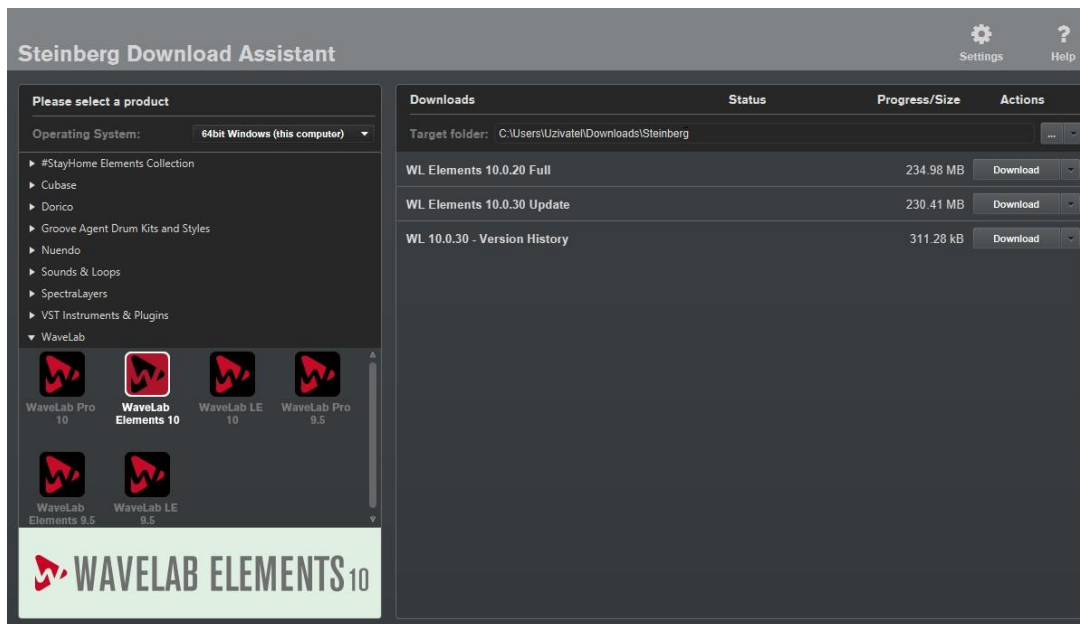 Steinberg Download Assistant
Settings
Help
Please select a product
Operating System: 64bit Windows (this computer)
#StayHome Elements Collection
Cubase
Dorico
Groove Agent Drum Kits and Styles
Nuendo
Sounds & Loops
SpectraLayers
VST Instruments & Plugins
WaveLab
WaveLab Pro
10
WaveLab
Elements 10
WaveLab LE
10
WaveLab Pro
9.5
WaveLab
Elements 9.5
WaveLab LE
9.5
WAVELAB ELEMENTS 10
Downloads Status Progress/Size Actions
Target folder: C:\Users\Uzivatel\Downloads\Steinberg ...
WL Elements 10.0.20 Full 234.98 MB Download
WL Elements 10.0.30 Update 230.41 MB Download
WL 10.0.30 - Version History 311.28 kB Download